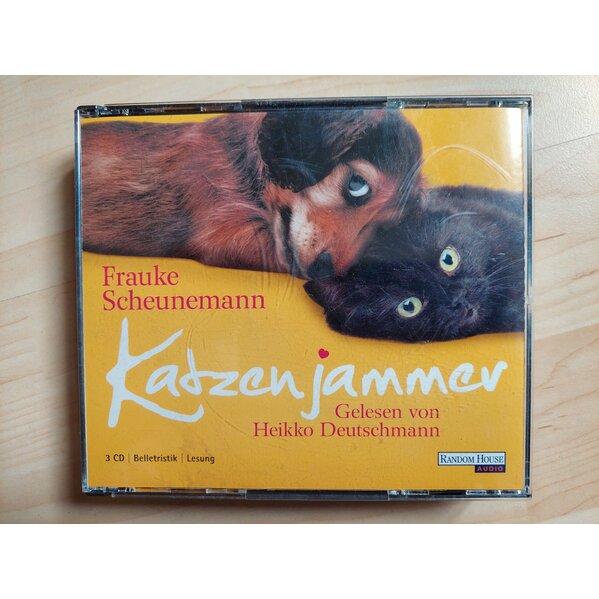 Frauke
Scheunemann
Katzenjammer
Gelesen von
Heikko Deutschmann
3 CD | Belletristik | Lesung
RANDOM HOUSE
AUDIO